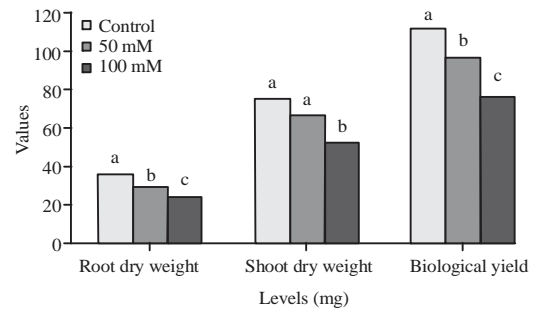 120
100
80
60
40
20
0
Values
Control
50 mM
100 mM
a
b
c
a
a
b
a
b
c
Root dry weight
Shoot dry weight
Biological yield
Levels (mg)